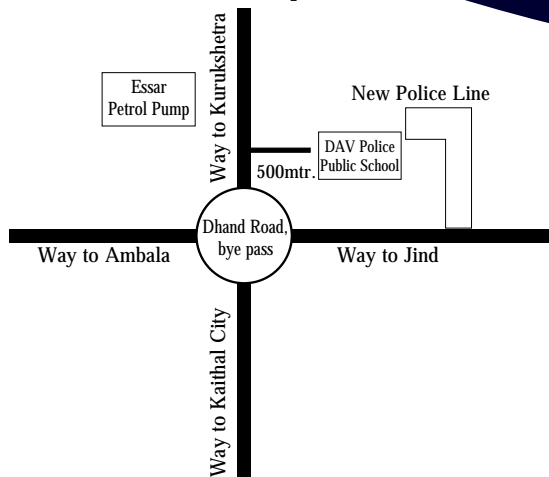 Way to Kurukshetra
Essar
Petrol Pump
New Police Line
DAV Police
Public School
500mtr.
Dhand Road,
bye pass
Way to Ambala
Way to Jind
Way to Kaithal City